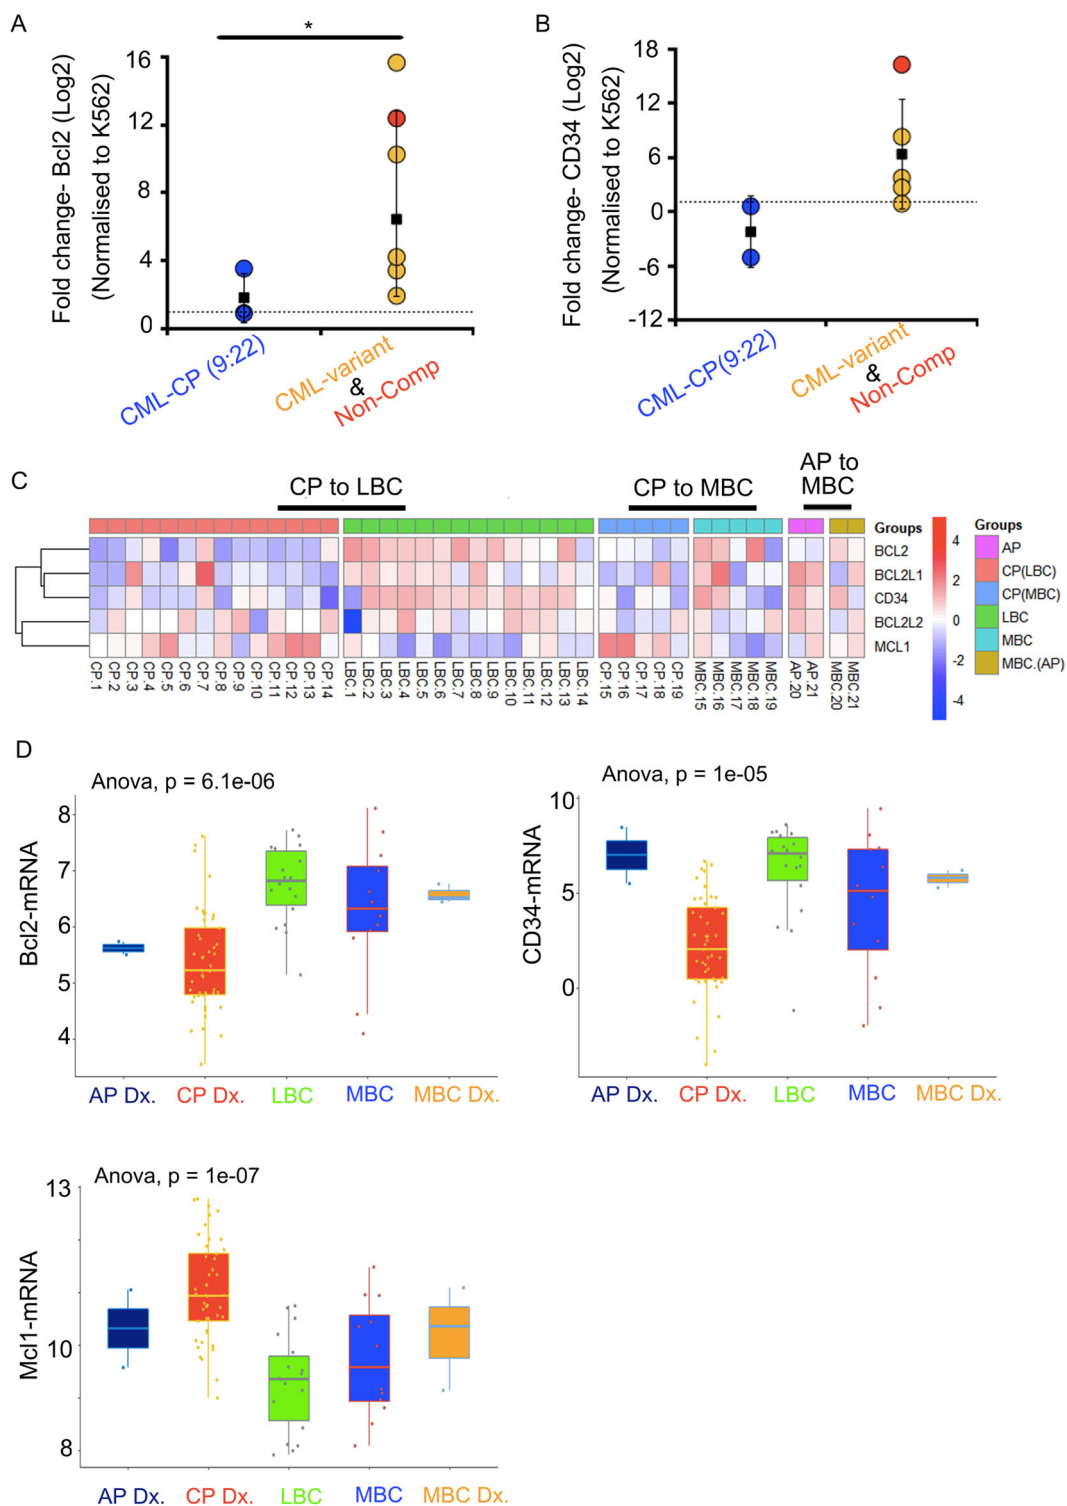 A
*
Fold change- Bcl2 (Log2)
(Normalised to K562)
16
12
8
4
0
CML-CP (9:22)
CML-variant
&
Non-Comp
B
Fold change- CD34 (Log2)
(Normalised to K562)
18
12
6
0
-6
-12
CML-CP(9:22)
CML-variant
&
Non-Comp
C
CP to LBC
CP to MBC
AP to
MBC
Groups
BCL2
BCL2L1
CD34
BCL2L2
MCL1
CP.1
CP.2
CP.3
CP.4
CP.5
CP.6
CP.7
CP.8
CP.9
CP.10
CP.11
CP.12
CP.13
CP.14
LBC.1
LBC.2
LBC.3
LBC.4
LBC.5
LBC.6
LBC.7
LBC.8
LBC.9
LBC.10
LBC.11
LBC.12
LBC.13
LBC.14
CP.15
CP.16
CP.17
CP.18
CP.19
MBC.15
MBC.16
MBC.17
MBC.18
MBC.19
AP.20
AP.21
MBC.20
MBC.21
4
2
0
-2
-4
Groups
AP
CP(LBC)
CP(MBC)
LBC
MBC
MBC.(AP)
D
Anova, p = 6.1e-06
Bcl2-mRNA
8
7
6
5
4
AP Dx.
CP Dx.
LBC
MBC
MBC Dx.
Anova, p = 1e-05
CD34-mRNA
10
5
0
AP Dx.
CP Dx.
LBC
MBC
MBC Dx.
Anova, p = 1e-07
Mcl1-mRNA
13
10
8
AP Dx.
CP Dx.
LBC
MBC
MBC Dx.